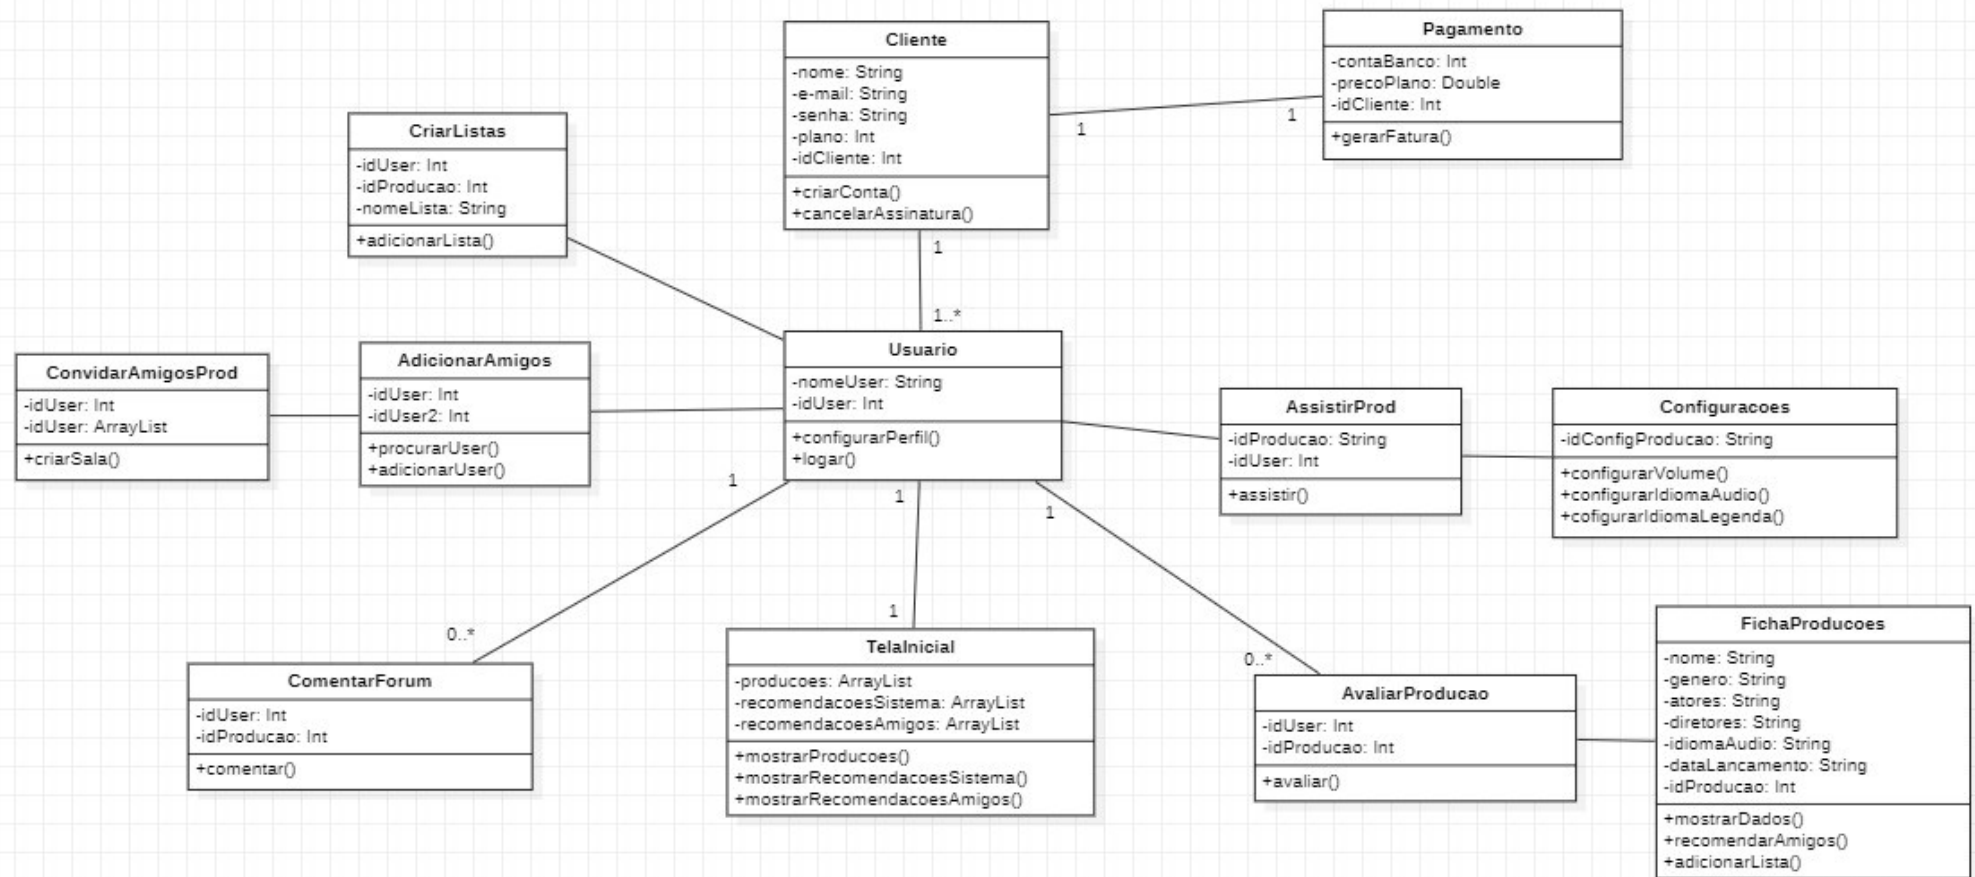 Cliente
-nome: String
-e-mail: String
-senha: String
-plano: Int
-idCliente: Int
+criarConta()
+cancelarAssinatura()
1
1
Pagamento
-contaBanco: Int
-precoPlano: Double
-idCliente: Int
+gerarFatura()
CriarListas
-idUser: Int
-idProducao: Int
-nomeLista: String
+adicionarLista()
1
1..*
ConvidarAmigosProd
-idUser: Int
-idUser: ArrayList
+criarSala()
AdicionarAmigos
-idUser: Int
-idUser2: Int
+procurarUser()
+adicionarUser()
Usuario
-nomeUser: String
-idUser: Int
+configurarPerfil()
+logar()
AssistirProd
-idProducao: String
-idUser: Int
+assistir()
Configuracoes
-idConfigProducao: String
+configurarVolume()
+configurarIdiomaAudio()
+cofigurarIdiomaLegenda()
1
1
1
0..*
1
0..*
ComentarForum
-idUser: Int
-idProducao: Int
+comentar()
TelaInicial
-producoes: ArrayList
-recomendacoesSistema: ArrayList
-recomendacoesAmigos: ArrayList
+mostrarProducoes()
+mostrarRecomendacoesSistema()
+mostrarRecomendacoesAmigos()
AvaliarProducao
-idUser: Int
-idProducao: Int
+avaliar()
FichaProducoes
-nome: String
-genero: String
-atores: String
-diretores: String
-idiomaAudio: String
-dataLancamento: String
-idProducao: Int
+mostrarDados()
+recomendarAmigos()
+adicionarLista()